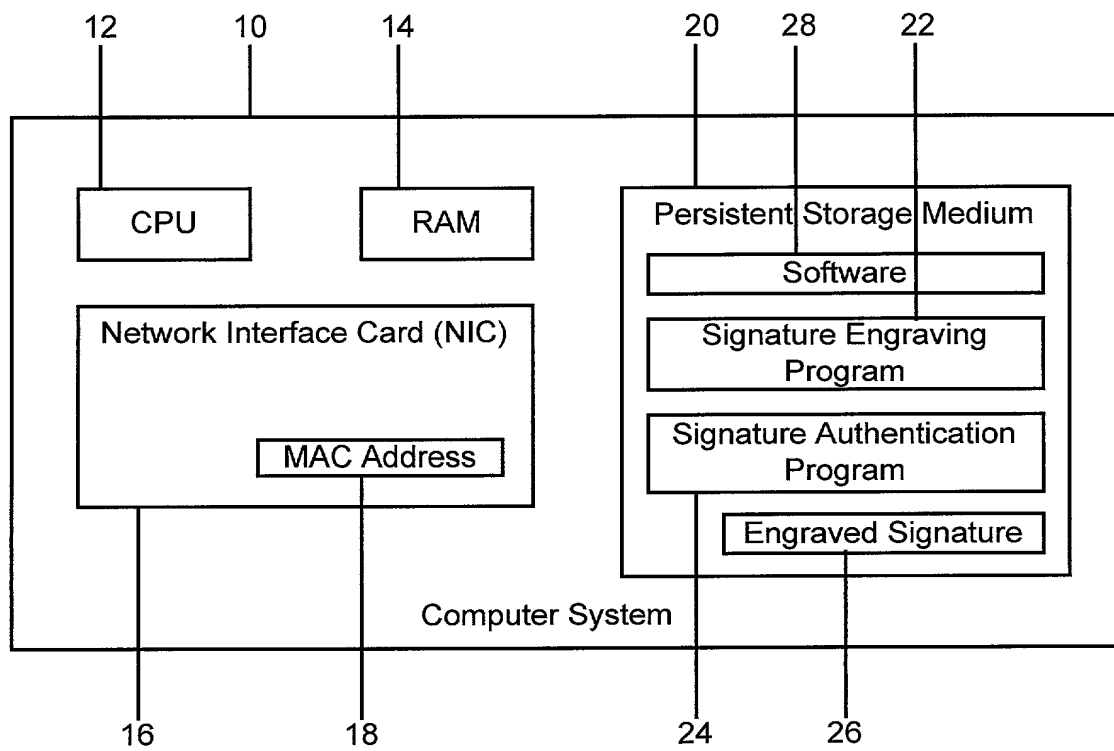 12 10 14 20 28 22
CPU
RAM
Persistent Storage Medium
Software
Network Interface Card (NIC)
MAC Address
Signature Engraving
Program
Signature Authentication
Program
Engraved Signature
Computer System
16 18 24 26